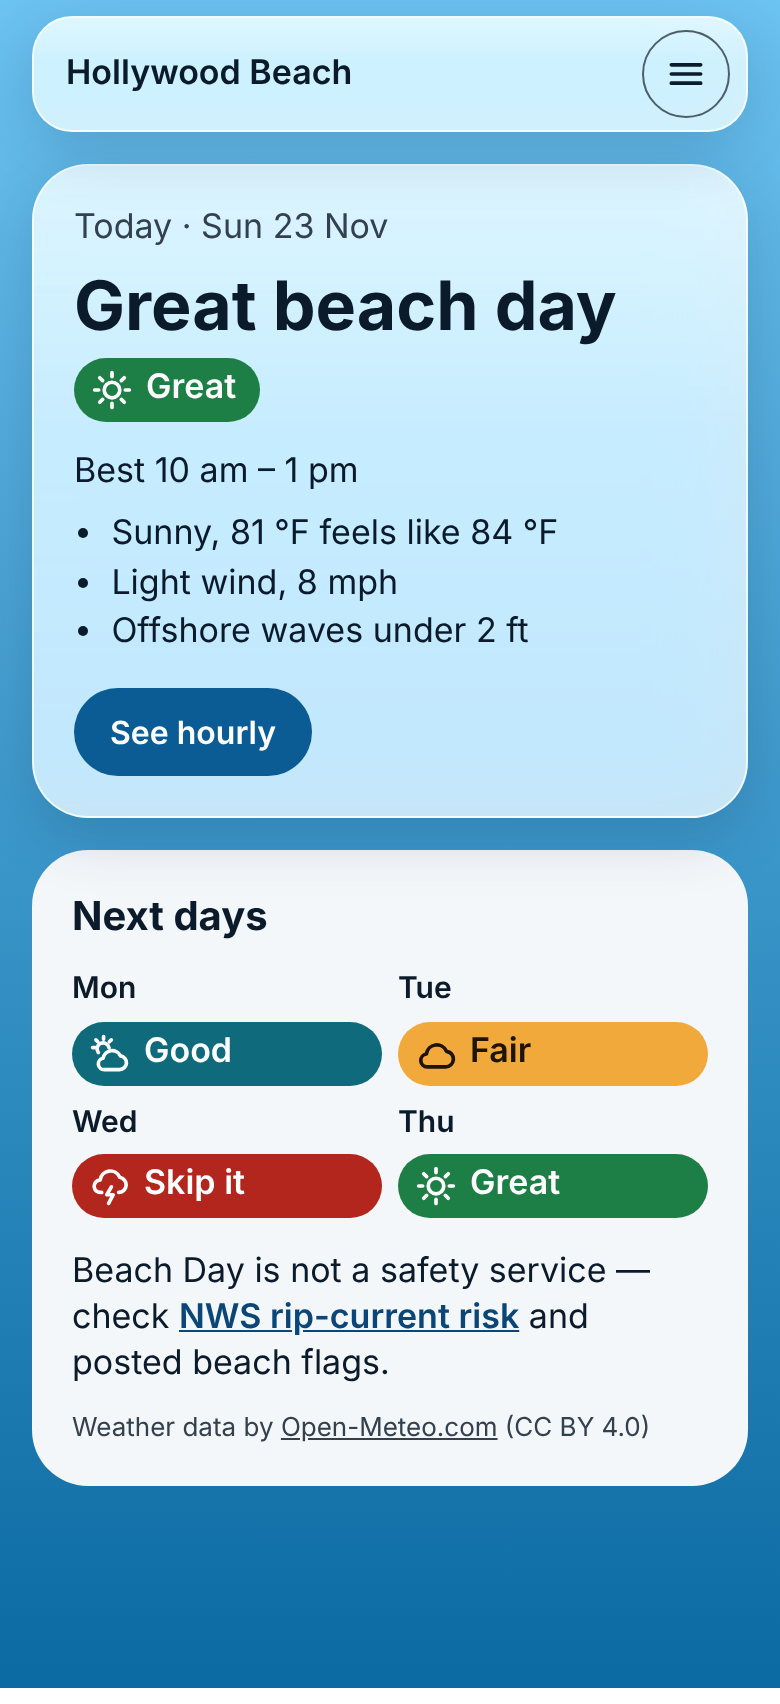 Hollywood Beach
Today · Sun 23 Nov
Great beach day
Great
Best 10 am – 1 pm
• Sunny, 81 °F feels like 84 °F
• Light wind, 8 mph
• Offshore waves under 2 ft
See hourly
Next days
Mon
Good
Tue
Fair
Wed
Skip it
Thu
Great
Beach Day is not a safety service —
check NWS rip-current risk and
posted beach flags.
Weather data by Open-Meteo.com (CC BY 4.0)